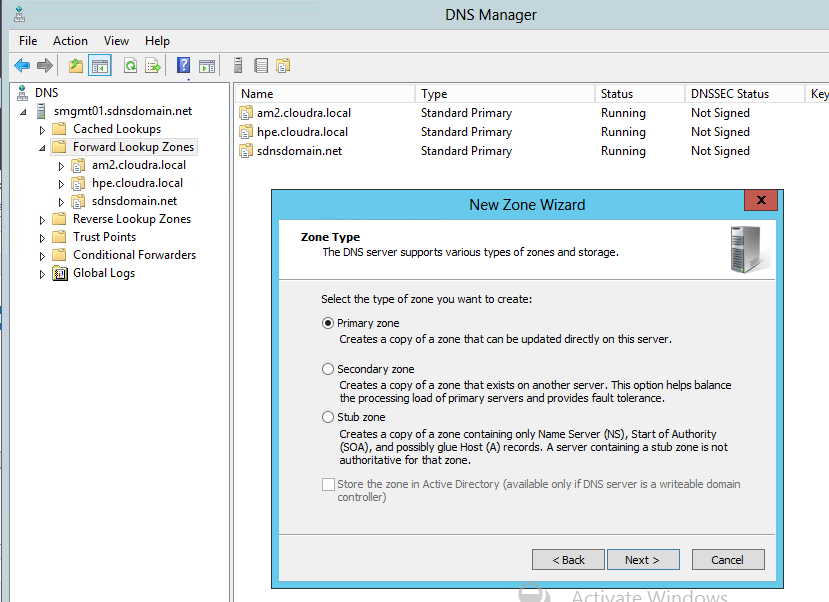 DNS Manager
File Action View Help
DNS
smgmt01.sdnsdomain.net
Cached Lookups
Forward Lookup Zones
am2.cloudra.local
hpe.cloudra.local
sdnsdomain.net
Reverse Lookup Zones
Trust Points
Conditional Forwarders
Global Logs
Name Type Status DNSSEC Status Key
am2.cloudra.local Standard Primary Running Not Signed
hpe.cloudra.local Standard Primary Running Not Signed
sdnsdomain.net Standard Primary Running Not Signed
New Zone Wizard
x
Zone Type
The DNS server supports various types of zones and storage.
Select the type of zone you want to create:
Primary zone
Creates a copy of a zone that can be updated directly on this server.
Secondary zone
Creates a copy of a zone that exists on another server. This option helps balance
the processing load of primary servers and provides fault tolerance.
Stub zone
Creates a copy of a zone containing only Name Server (NS), Start of Authority
(SOA), and possibly glue Host (A) records. A server containing a stub zone is not
authoritative for that zone.
Store the zone in Active Directory (available only if DNS server is a writeable domain
controller)
< Back Next > Cancel
Activate Windows